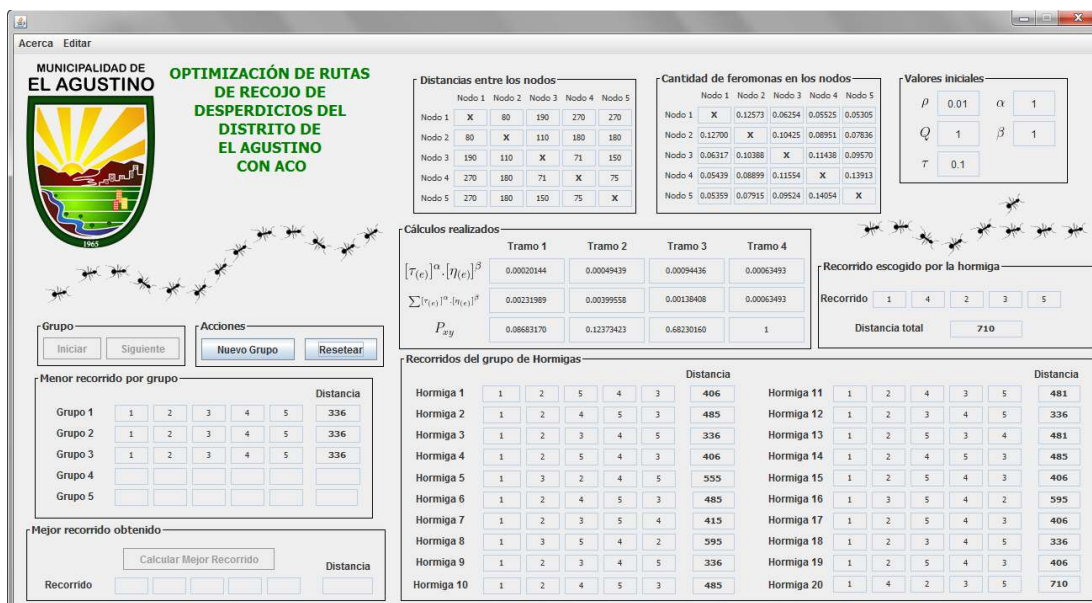 Acerca Editar
MUNICIPALIDAD DE
EL AGUSTINO
1965
OPTIMIZACIÓN DE RUTAS
DE RECOJO DE
DESPERDICIOS DEL
DISTRITO DE
EL AGUSTINO
CON ACO
Distancias entre los nodos
Nodo 1 Nodo 2 Nodo 3 Nodo 4 Nodo 5
Nodo 1 X 80 190 270 270
Nodo 2 80 X 110 180 180
Nodo 3 190 110 X 71 150
Nodo 4 270 180 71 X 75
Nodo 5 270 180 150 75 X
Cantidad de feromonas en los nodos
Nodo 1 Nodo 2 Nodo 3 Nodo 4 Nodo 5
Nodo 1 X 0.12573 0.06254 0.05525 0.05305
Nodo 2 0.12700 X 0.10425 0.08951 0.07836
Nodo 3 0.06317 0.10388 X 0.11438 0.09570
Nodo 4 0.05439 0.08899 0.11554 X 0.13913
Nodo 5 0.05359 0.07915 0.09524 0.14054 X
Valores iniciales
ρ 0.01 α 1
Q 1 β 1
τ 0.1
Cálculos realizados
Tramo 1 Tramo 2 Tramo 3 Tramo 4
[τ(e)]^α.[η(e)]^β 0.00020144 0.00049439 0.00094436 0.00063493
∑[τ(e)]^α.[η(e)]^β 0.00231989 0.00399558 0.00138408 0.00063493
P_xy 0.08683170 0.12373423 0.68230160 1
Recorrido escogido por la hormiga
Recorrido 1 4 2 3 5
Distancia total 710
Grupo
Iniciar Siguiente
Acciones
Nuevo Grupo Resetear
Menor recorrido por grupo
Distancia
Grupo 1 1 2 3 4 5 336
Grupo 2 1 2 3 4 5 336
Grupo 3 1 2 3 4 5 336
Grupo 4
Grupo 5
Mejor recorrido obtenido
Calcular Mejor Recorrido Distancia
Recorrido
Recorridos del grupo de Hormigas
Distancia Distancia
Hormiga 1 1 2 5 4 3 406 Hormiga 11 1 2 4 3 5 481
Hormiga 2 1 2 4 5 3 485 Hormiga 12 1 2 3 4 5 336
Hormiga 3 1 2 3 4 5 336 Hormiga 13 1 2 5 3 4 481
Hormiga 4 1 2 5 4 3 406 Hormiga 14 1 2 4 5 3 485
Hormiga 5 1 3 2 4 5 555 Hormiga 15 1 2 5 4 3 406
Hormiga 6 1 2 4 5 3 485 Hormiga 16 1 3 5 4 2 595
Hormiga 7 1 2 3 5 4 415 Hormiga 17 1 2 5 4 3 406
Hormiga 8 1 3 5 4 2 595 Hormiga 18 1 2 3 4 5 336
Hormiga 9 1 2 3 4 5 336 Hormiga 19 1 2 5 4 3 406
Hormiga 10 1 2 4 5 3 485 Hormiga 20 1 4 2 3 5 710